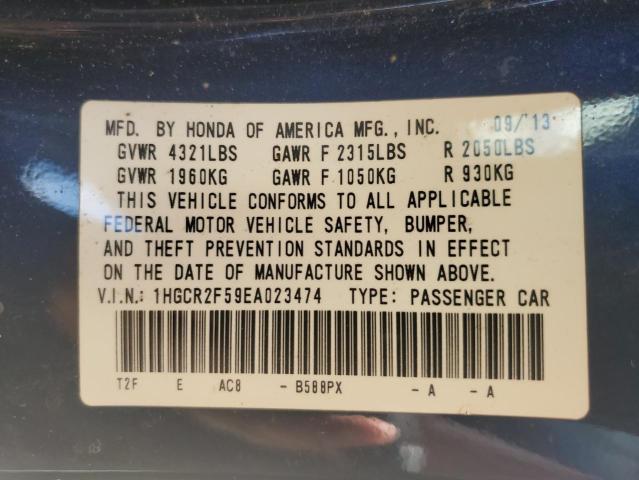 MFD. BY HONDA OF AMERICA MFG., INC. 09/13
GVWR 4321LBS GAWR F 2315LBS R 2050LBS
GVWR 1960KG GAWR F 1050KG R 930KG
THIS VEHICLE CONFORMS TO ALL APPLICABLE
FEDERAL MOTOR VEHICLE SAFETY, BUMPER,
AND THEFT PREVENTION STANDARDS IN EFFECT
ON THE DATE OF MANUFACTURE SHOWN ABOVE.
V.I.N.: 1HGCR2F59EA023474 TYPE: PASSENGER CAR
T2F E AC8 - B588PX - A - A